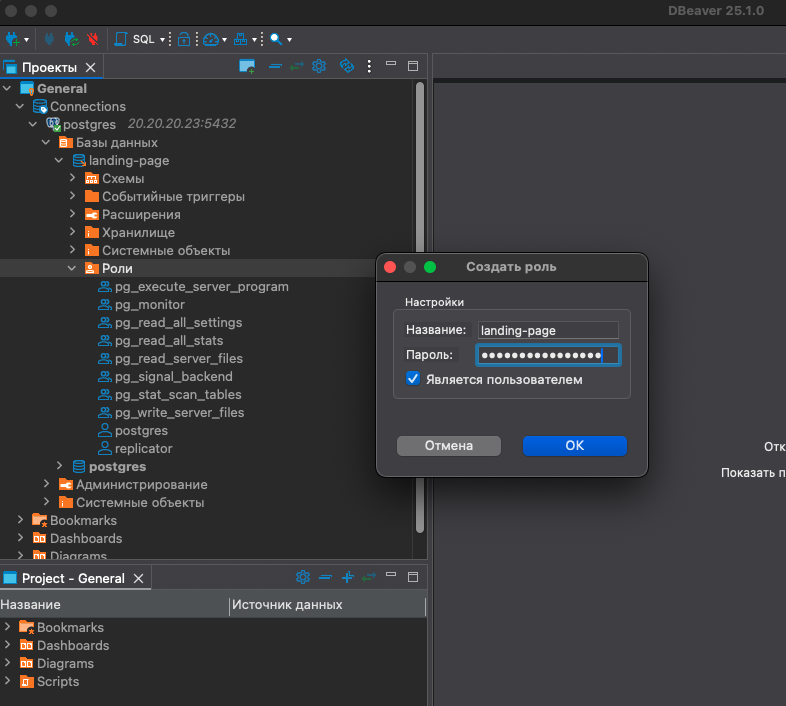 DBeaver 25.1.0
SQL
Проекты
General
Connections
postgres 20.20.20.23:5432
Базы данных
landing-page
Схемы
Событийные триггеры
Расширения
Хранилище
Системные объекты
Роли
pg_execute_server_program
pg_monitor
pg_read_all_settings
pg_read_all_stats
pg_read_server_files
pg_signal_backend
pg_stat_scan_tables
pg_write_server_files
postgres
replicator
postgres
Администрирование
Системные объекты
Bookmarks
Dashboards
Diagrams
Создать роль
Настройки
Название: landing-page
Пароль: ••••••••••••••••
Является пользователем
Отмена
OK
Отк
Показать п
Project - General
Название Источник данных
Bookmarks
Dashboards
Diagrams
Scripts